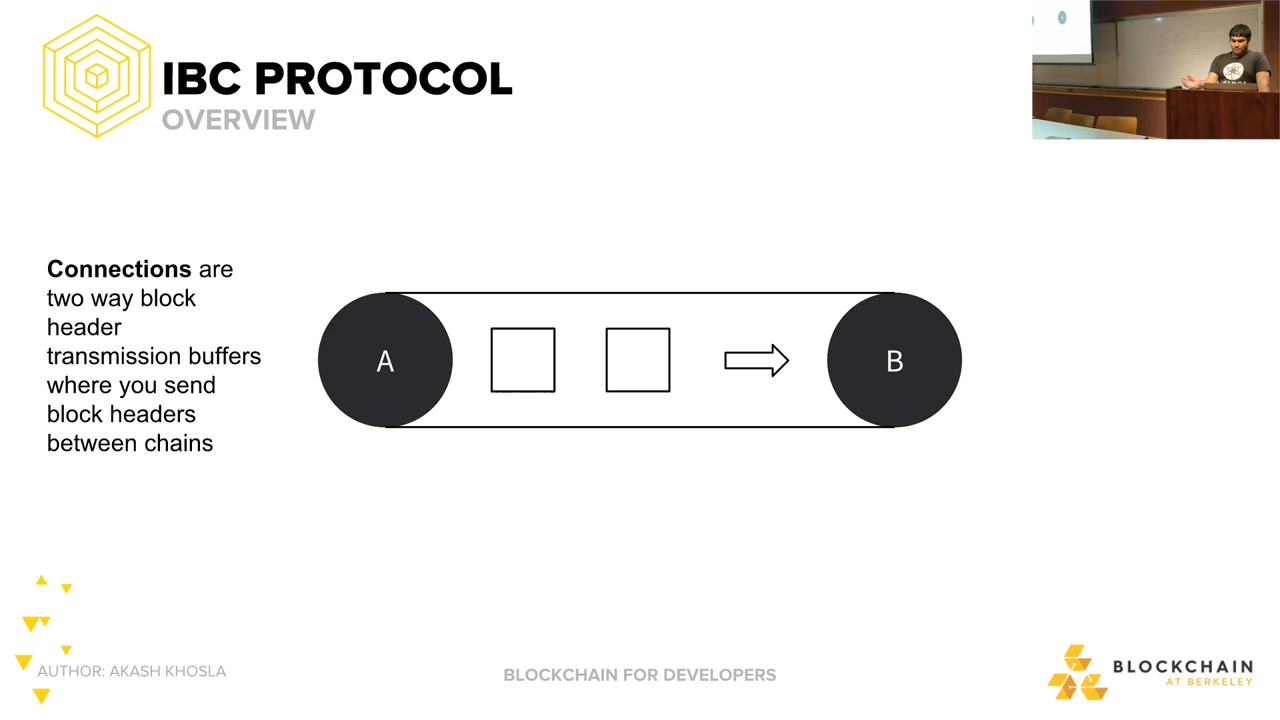 IBC PROTOCOL
OVERVIEW
Connections are
two way block
header
transmission buffers
where you send
block headers
between chains
A
B
AUTHOR: AKASH KHOSLA
BLOCKCHAIN FOR DEVELOPERS
BLOCKCHAIN
AT BERKELEY